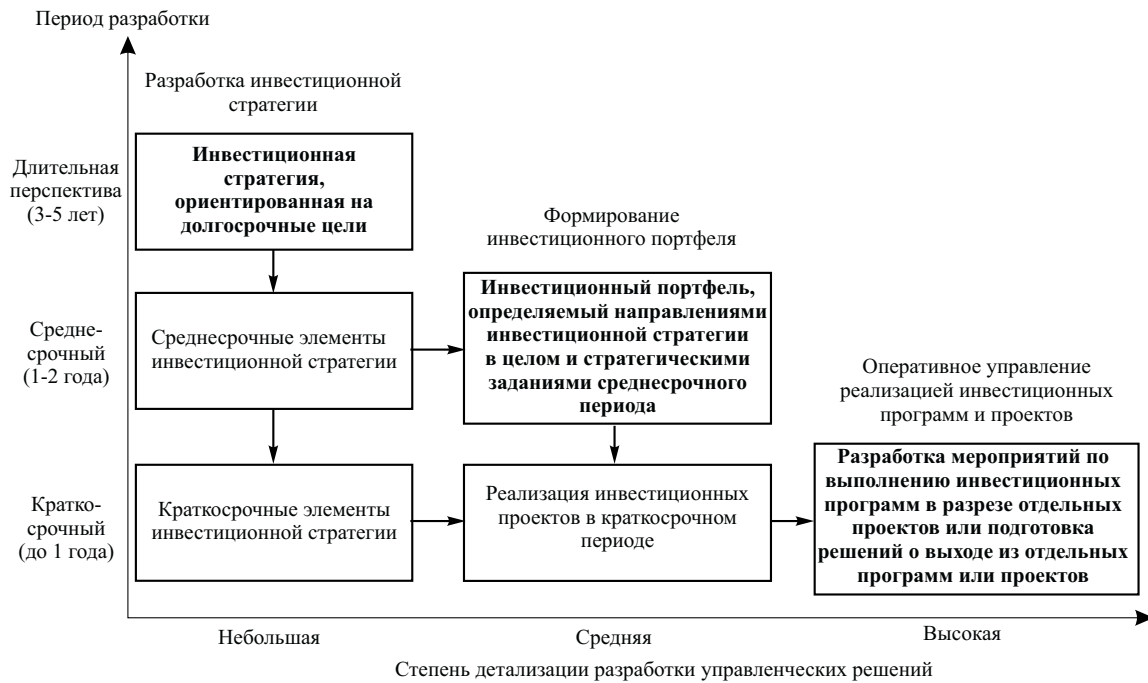 Период разработки
Разработка инвестиционной
стратегии
Длительная
перспектива
(3-5 лет)
Инвестиционная
стратегия,
ориентированная на
долгосрочные цели
Формирование
инвестиционного портфеля
Средне-
срочный
(1-2 года)
Среднесрочные элементы
инвестиционной стратегии
Инвестиционный портфель,
определяемый направлениями
инвестиционной стратегии
в целом и стратегическими
заданиями среднесрочного
периода
Оперативное управление
реализацией инвестиционных
программ и проектов
Кратко-
срочный
(до 1 года)
Краткосрочные элементы
инвестиционной стратегии
Реализация инвестиционных
проектов в краткосрочном
периоде
Разработка мероприятий по
выполнению инвестиционных
программ в разрезе отдельных
проектов или подготовка
решений о выходе из отдельных
программ или проектов
Небольшая
Средняя
Высокая
Степень детализации разработки управленческих решений